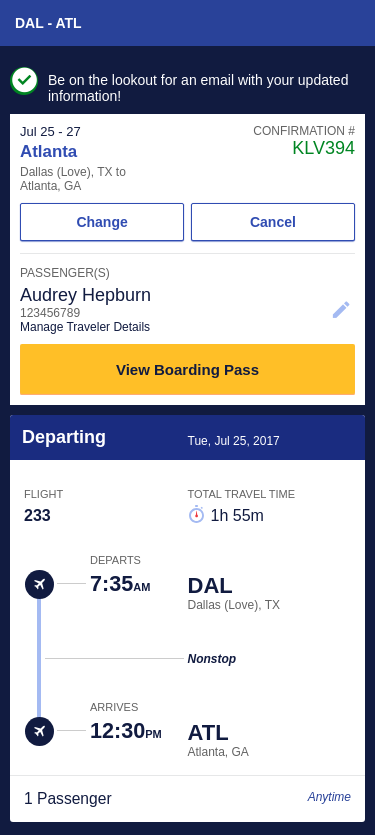 DAL - ATL
Be on the lookout for an email with your updated
information!
Jul 25 - 27
CONFIRMATION #
Atlanta
KLV394
Dallas (Love), TX to
Atlanta, GA
Change
Cancel
PASSENGER(S)
Audrey Hepburn
123456789
Manage Traveler Details
View Boarding Pass
Departing
Tue, Jul 25, 2017
FLIGHT
TOTAL TRAVEL TIME
233
1h 55m
DEPARTS
7:35AM
DAL
Dallas (Love), TX
Nonstop
ARRIVES
12:30PM
ATL
Atlanta, GA
1 Passenger
Anytime